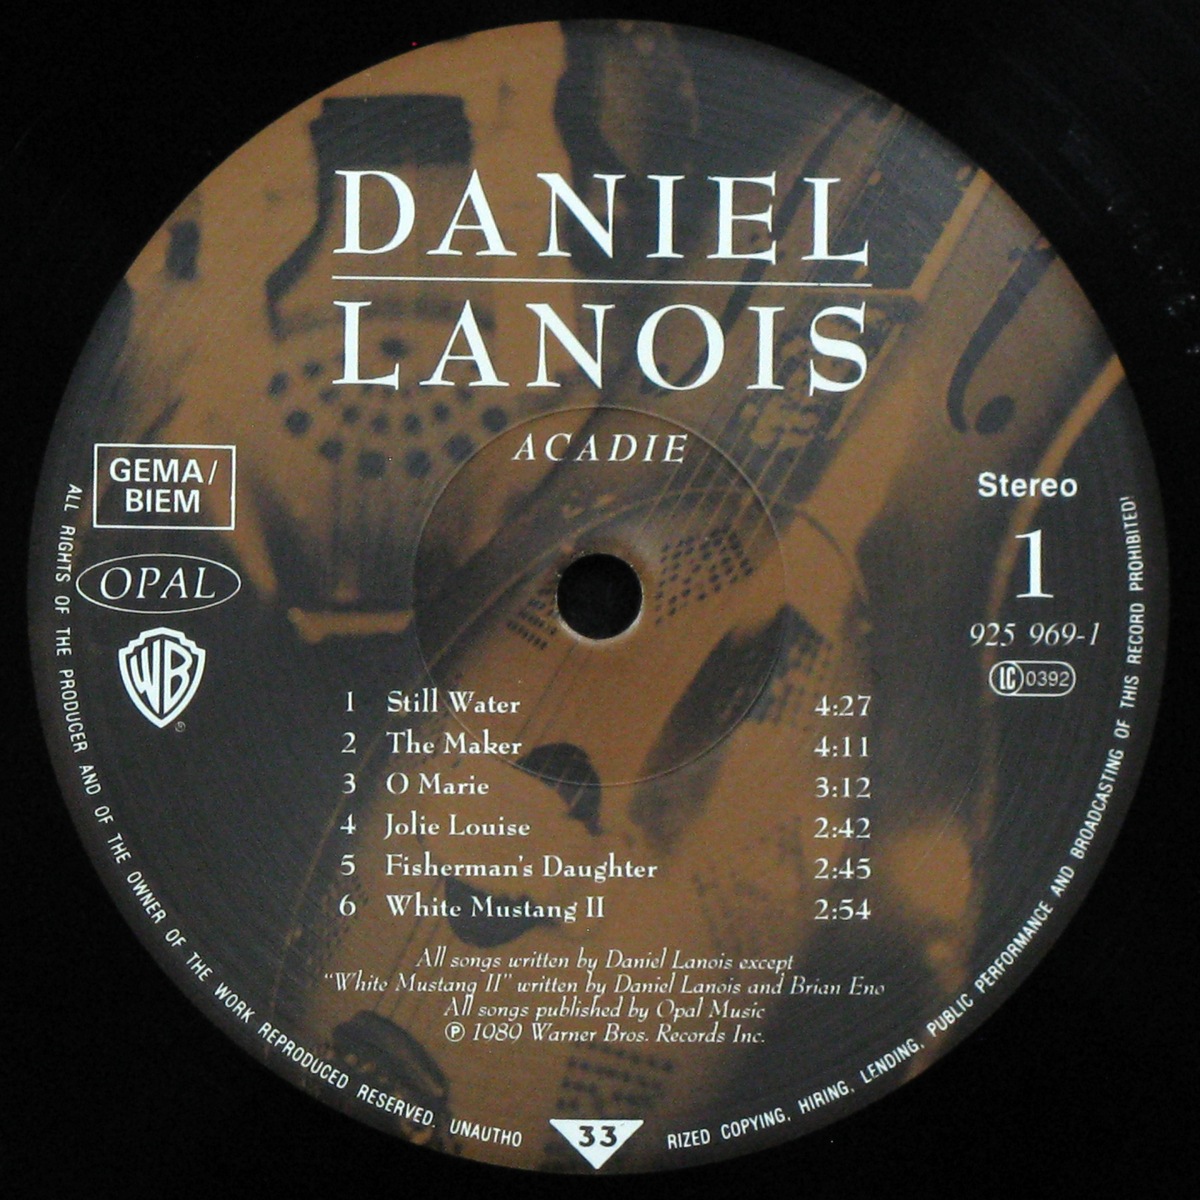 DANIEL
LANOIS
ACADIE
GEMA/
BIEM
OPAL
WB
®
Stereo
1
925 969-1
LC 0392
1 Still Water 4:27
2 The Maker 4:11
3 O Marie 3:12
4 Jolie Louise 2:42
5 Fisherman's Daughter 2:45
6 White Mustang II 2:54
All songs written by Daniel Lanois except
"White Mustang II" written by Daniel Lanois and Brian Eno
All songs published by Opal Music
℗ 1989 Warner Bros. Records Inc.
ALL RIGHTS OF THE PRODUCER AND OF THE OWNER OF THE WORK REPRODUCED RESERVED. UNAUTHO
33
RIZED COPYING, HIRING, LENDING, PUBLIC PERFORMANCE AND BROADCASTING OF THIS RECORD PROHIBITED!